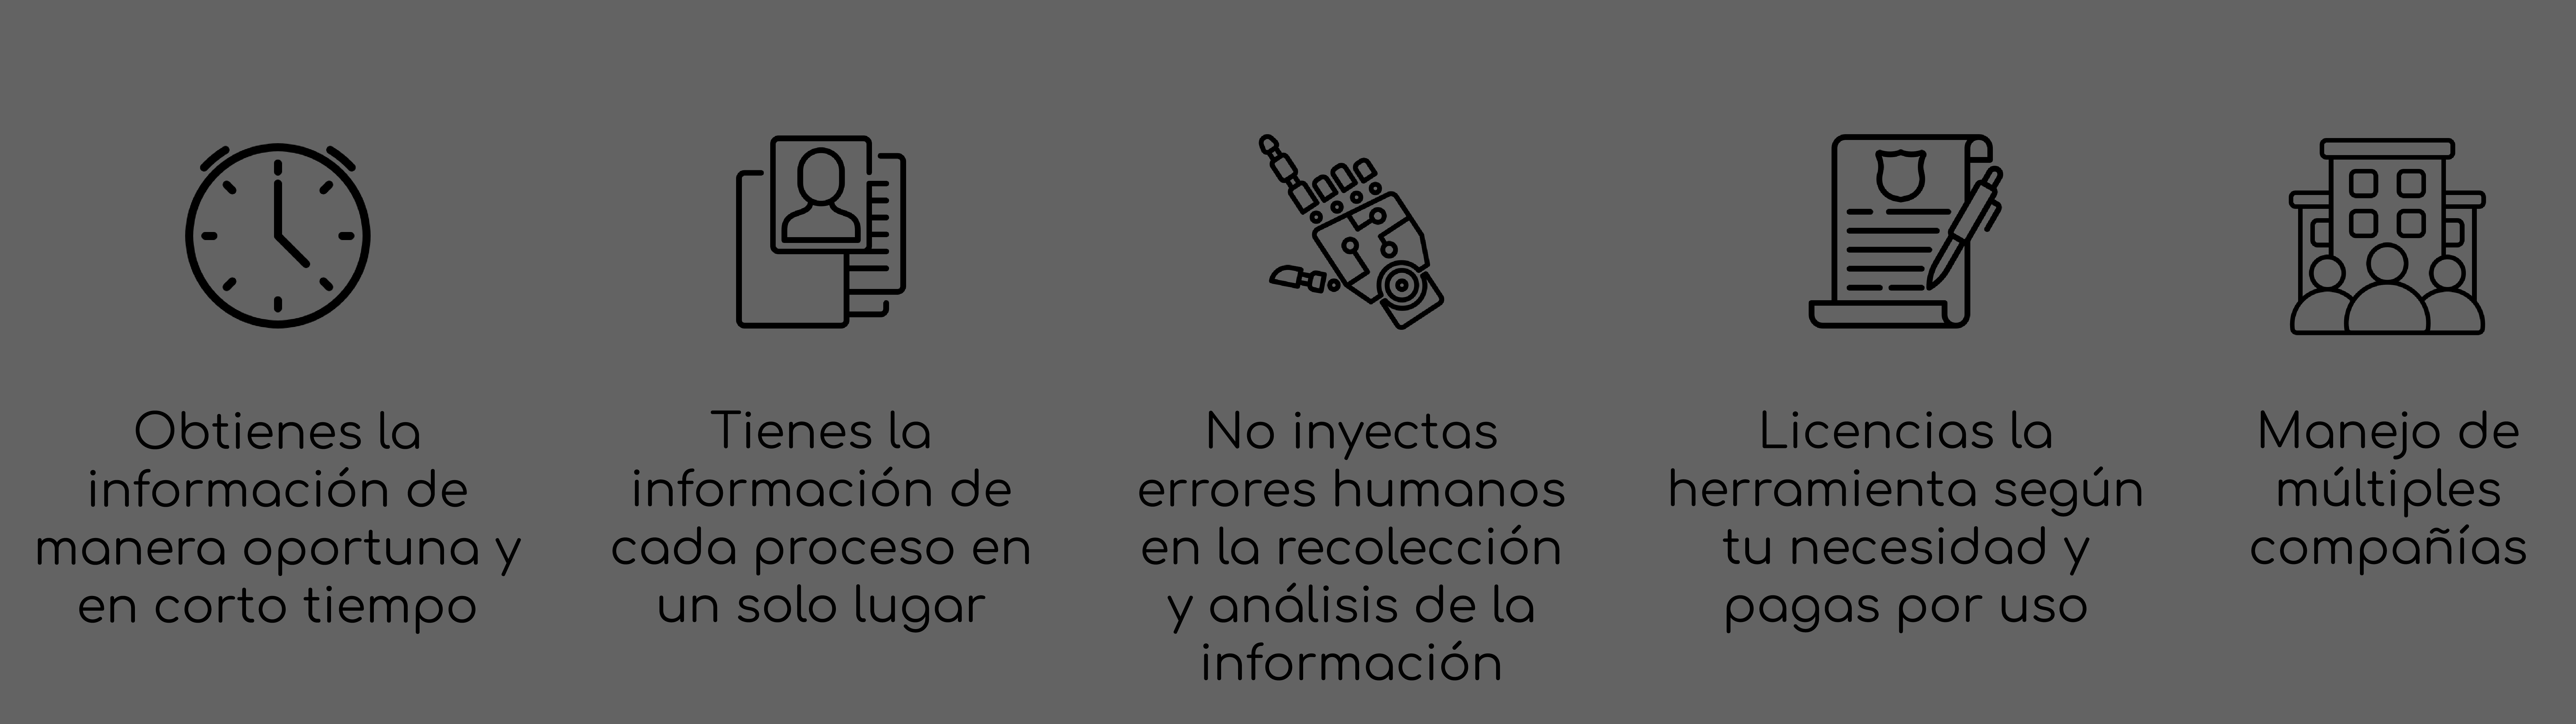 Obtienes la
información de
manera oportuna y
en corto tiempo
Tienes la
información de
cada proceso en
un solo lugar
No inyectas
errores humanos
en la recolección
y análisis de la
información
Licencias la
herramienta según
tu necesidad y
pagas por uso
Manejo de
múltiples
compañías